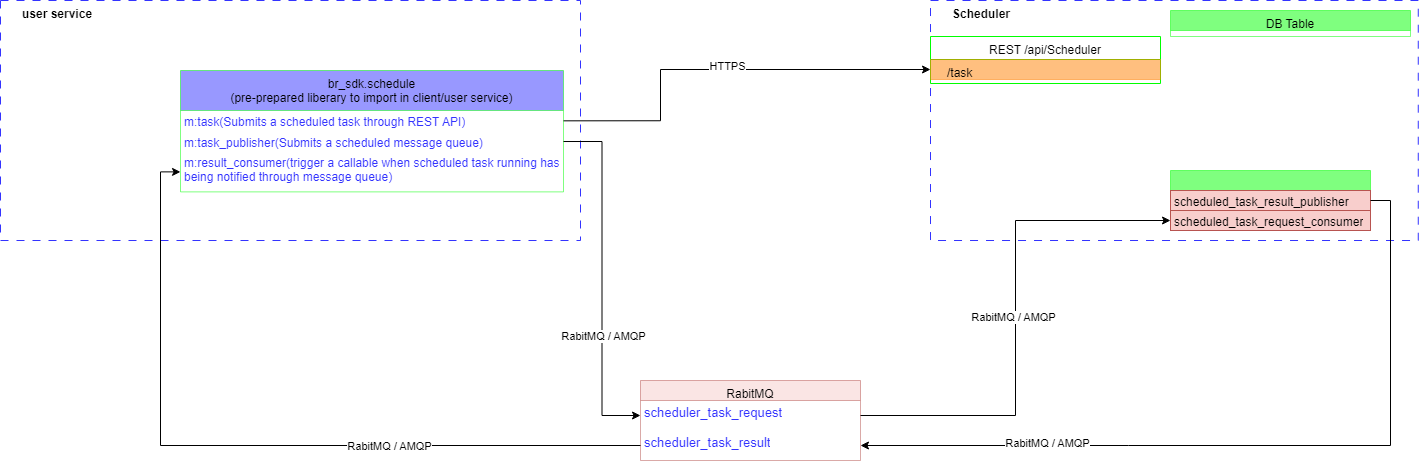 user service
Scheduler
DB Table
REST /api/Scheduler
/task
HTTPS
br_sdk.schedule
(pre-prepared liberary to import in client/user service)
m:task(Submits a scheduled task through REST API)
m:task_publisher(Submits a scheduled message queue)
m:result_consumer(trigger a callable when scheduled task running has
being notified through message queue)
scheduled_task_result_publisher
scheduled_task_request_consumer
RabitMQ / AMQP
RabitMQ / AMQP
RabitMQ
scheduler_task_request
scheduler_task_result
RabitMQ / AMQP
RabitMQ / AMQP